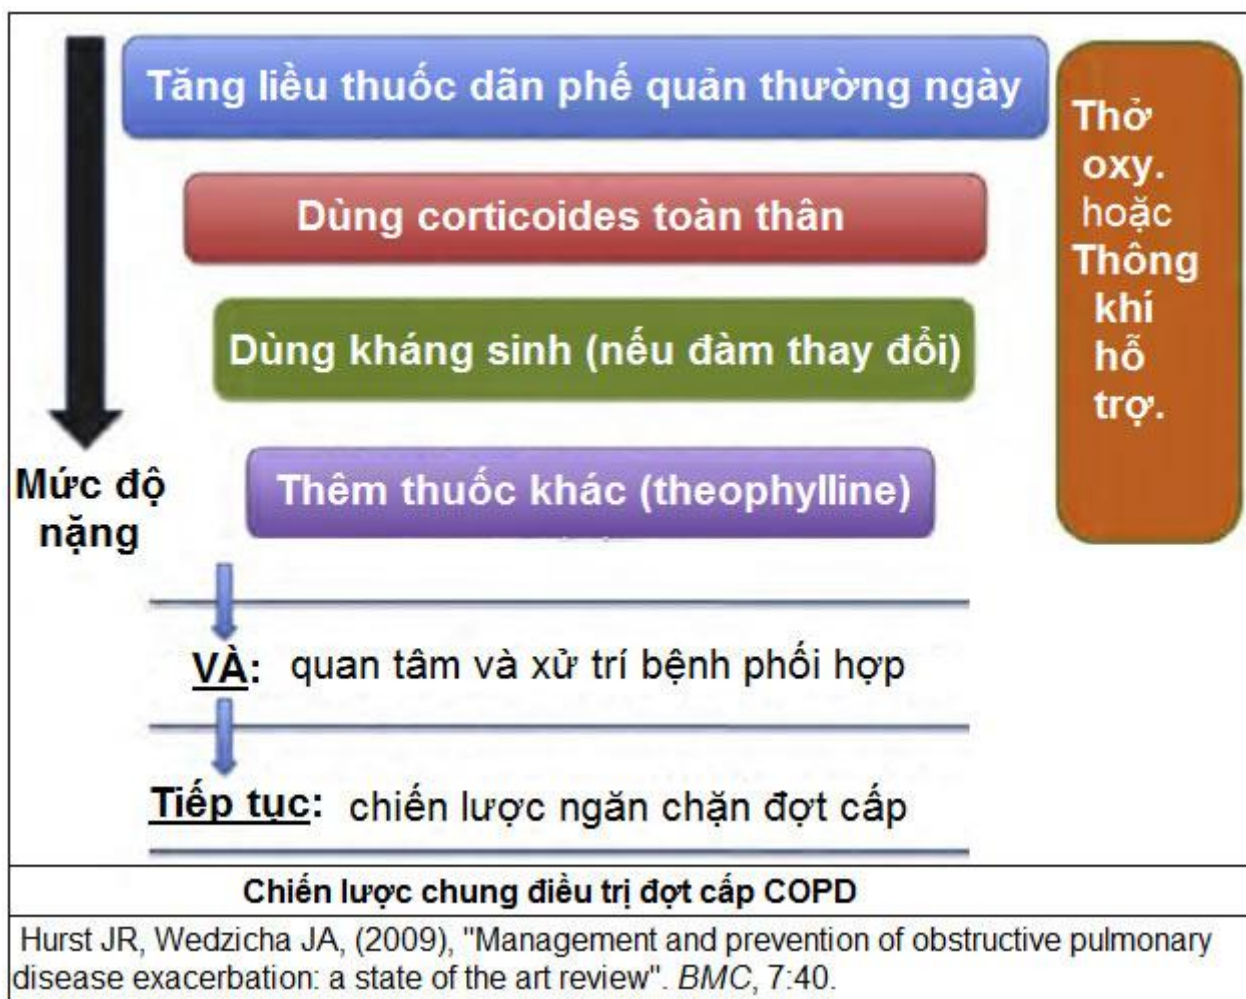 Tăng liều thuốc dãn phế quản thường ngày
Dùng corticoides toàn thân
Dùng kháng sinh (nếu đàm thay đổi)
Thêm thuốc khác (theophylline)
Thở
oxy.
hoặc
Thông
khí
hỗ
trợ.
Mức độ
nặng
VÀ: quan tâm và xử trí bệnh phối hợp
Tiếp tục: chiến lược ngăn chặn đợt cấp
Chiến lược chung điều trị đợt cấp COPD
Hurst JR, Wedzicha JA, (2009), "Management and prevention of obstructive pulmonary
disease exacerbation: a state of the art review". BMC, 7:40.